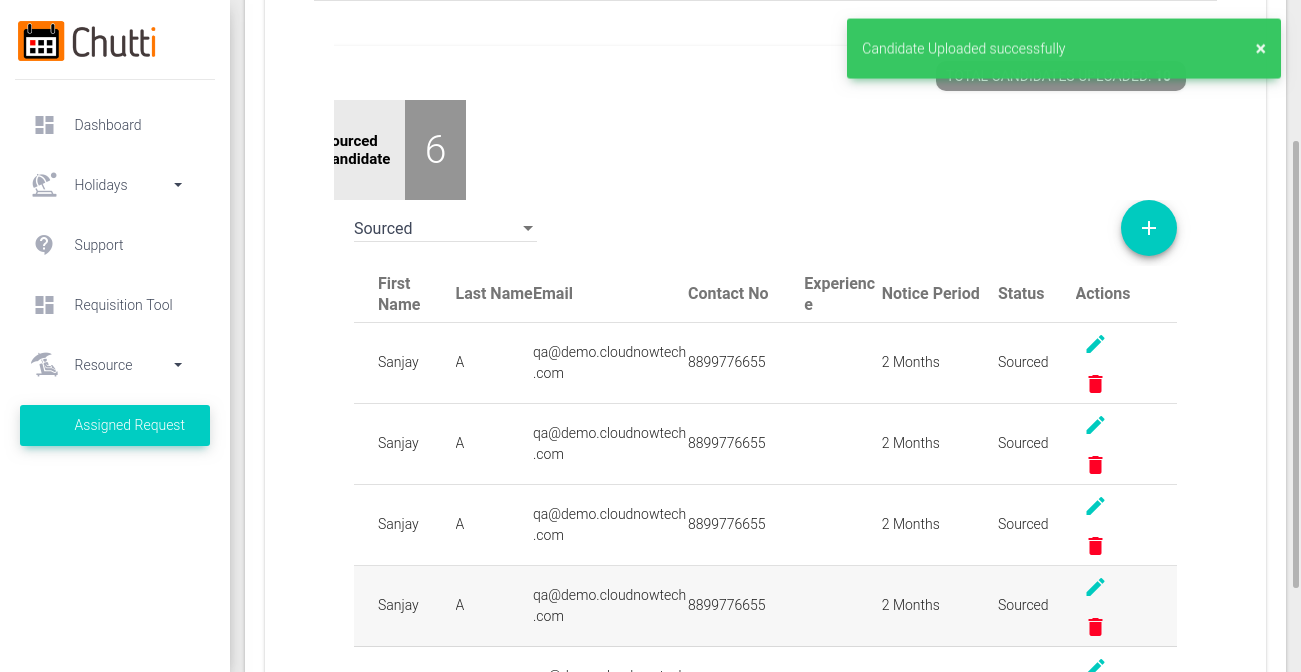 Chutti
Candidate Uploaded successfully
×
TOTAL CANDIDATES UPLOADED:
Dashboard
Holidays
Support
Requisition Tool
Resource
Assigned Request
ourced
andidate
6
Sourced
+
First Name Last Name Email Contact No Experience Notice Period Status Actions
Sanjay A qa@demo.cloudnowtech.com 8899776655 2 Months Sourced
Sanjay A qa@demo.cloudnowtech.com 8899776655 2 Months Sourced
Sanjay A qa@demo.cloudnowtech.com 8899776655 2 Months Sourced
Sanjay A qa@demo.cloudnowtech.com 8899776655 2 Months Sourced